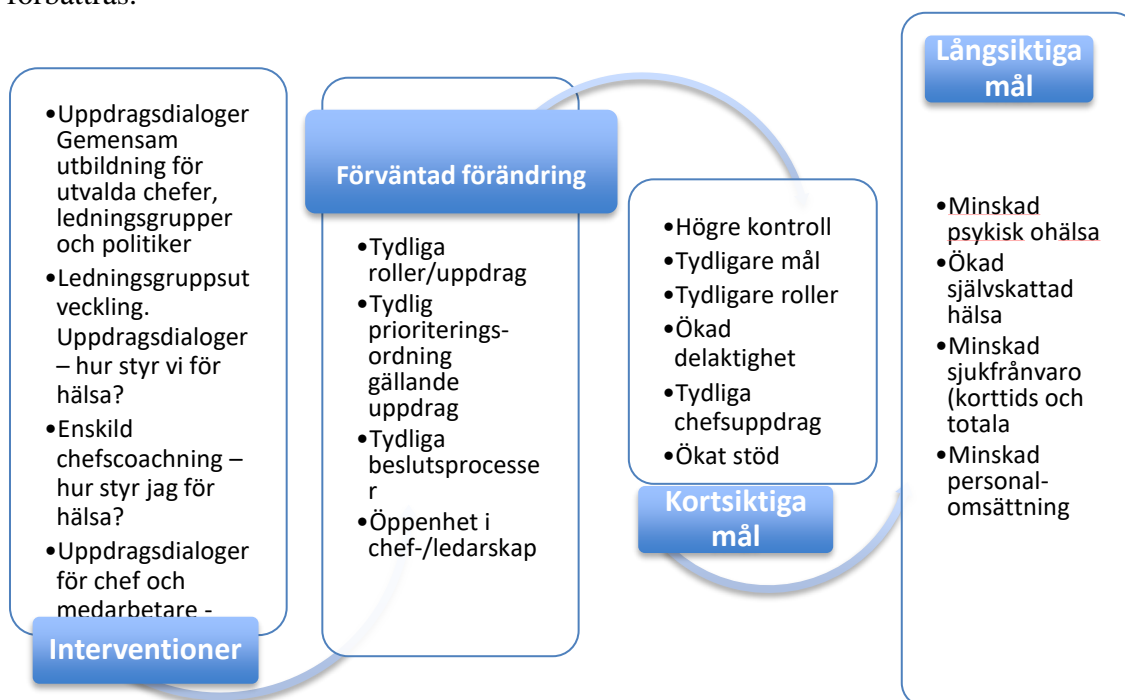 förbättras.
•Uppdragsdialoger
Gemensam
utbildning för
utvalda chefer,
ledningsgrupper
och politiker
•Ledningsgruppsut
veckling.
Uppdragsdialoger
– hur styr vi för
hälsa?
•Enskild
chefscoachning –
hur styr jag för
hälsa?
•Uppdragsdialoger
för chef och
medarbetare -
Interventioner
Förväntad förändring
•Tydliga
roller/uppdrag
•Tydlig
prioriterings-
ordning
gällande
uppdrag
•Tydliga
beslutsprocesse
r
•Öppenhet i
chef-/ledarskap
•Högre kontroll
•Tydligare mål
•Tydligare roller
•Ökad
delaktighet
•Tydliga
chefsuppdrag
•Ökat stöd
Kortsiktiga
mål
Långsiktiga
mål
•Minskad
psykisk ohälsa
•Ökad
självskattad
hälsa
•Minskad
sjukfrånvaro
(korttids och
totala
•Minskad
personal-
omsättning